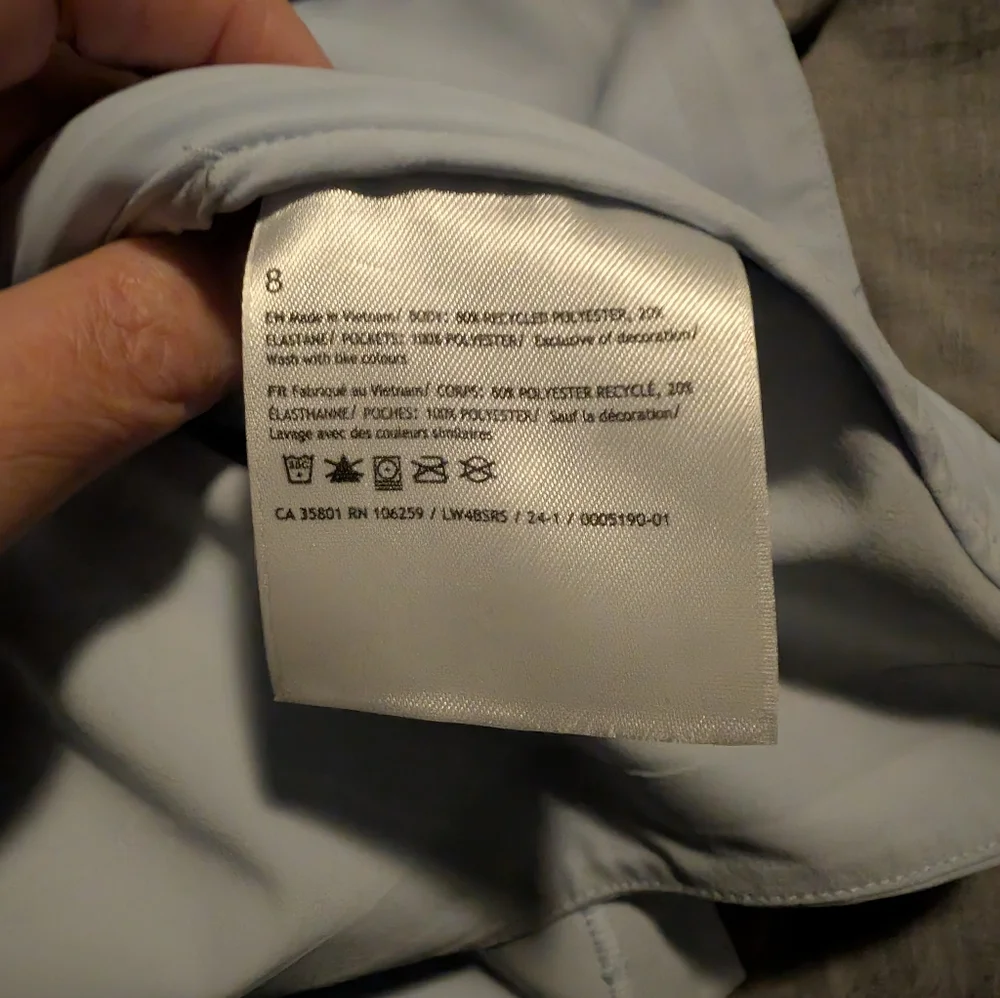 8
EN Made in Vietnam/ BODY: 80% RECYCLED POLYESTER, 20%
ELASTANE/ POCKETS: 100% POLYESTER/ Exclusive of decoration/
Wash with like colours
FR Fabriqué au Vietnam/ CORPS: 80% POLYESTER RECYCLÉ, 20%
ÉLASTHANNE/ POCHES: 100% POLYESTER/ Sauf la décoration/
Lavage avec des couleurs similaires
CA 35801 RN 106259 / LW4BSRS / 24-1 / 0005190-01